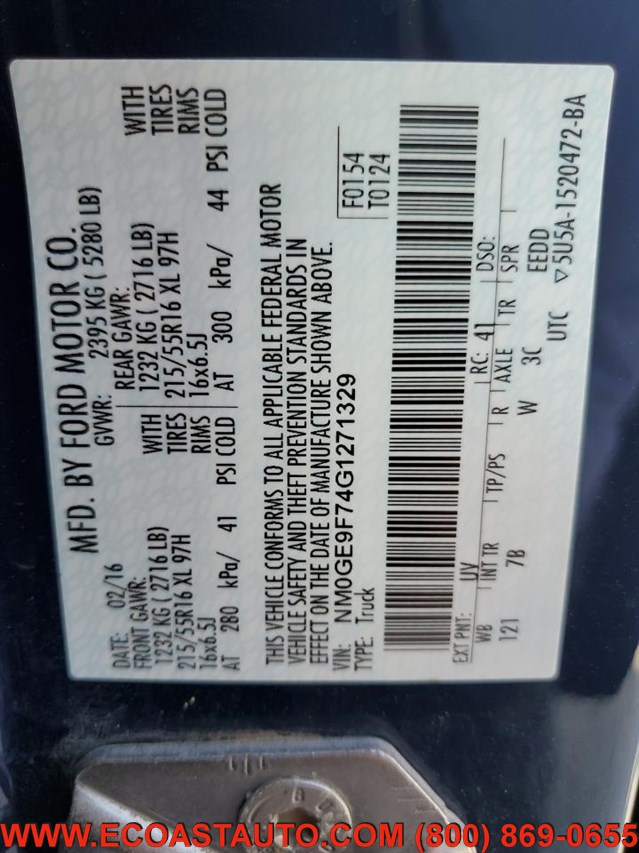 MFD. BY FORD MOTOR CO.
DATE: 02/16 GVWR: 2395 KG ( 5280 LB)
FRONT GAWR: REAR GAWR:
1232 KG ( 2716 LB) WITH 1232 KG ( 2716 LB) WITH
215/55R16 XL 97H TIRES 215/55R16 XL 97H TIRES
16x6.5J RIMS 16x6.5J RIMS
AT 280 kPa/ 41 PSI COLD AT 300 kPa/ 44 PSI COLD
THIS VEHICLE CONFORMS TO ALL APPLICABLE FEDERAL MOTOR
VEHICLE SAFETY AND THEFT PREVENTION STANDARDS IN
EFFECT ON THE DATE OF MANUFACTURE SHOWN ABOVE.
VIN: NM0GE9F74G1271329 F0154
TYPE: Truck T0124
EXT PNT: UV RC: 41 DSO:
WB INT TR TP/PS R AXLE TR SPR
121 7B W 3C EEDD
UTC ▽5U5A-1520472-BA
WWW.ECOASTAUTO.COM (800) 869-0655